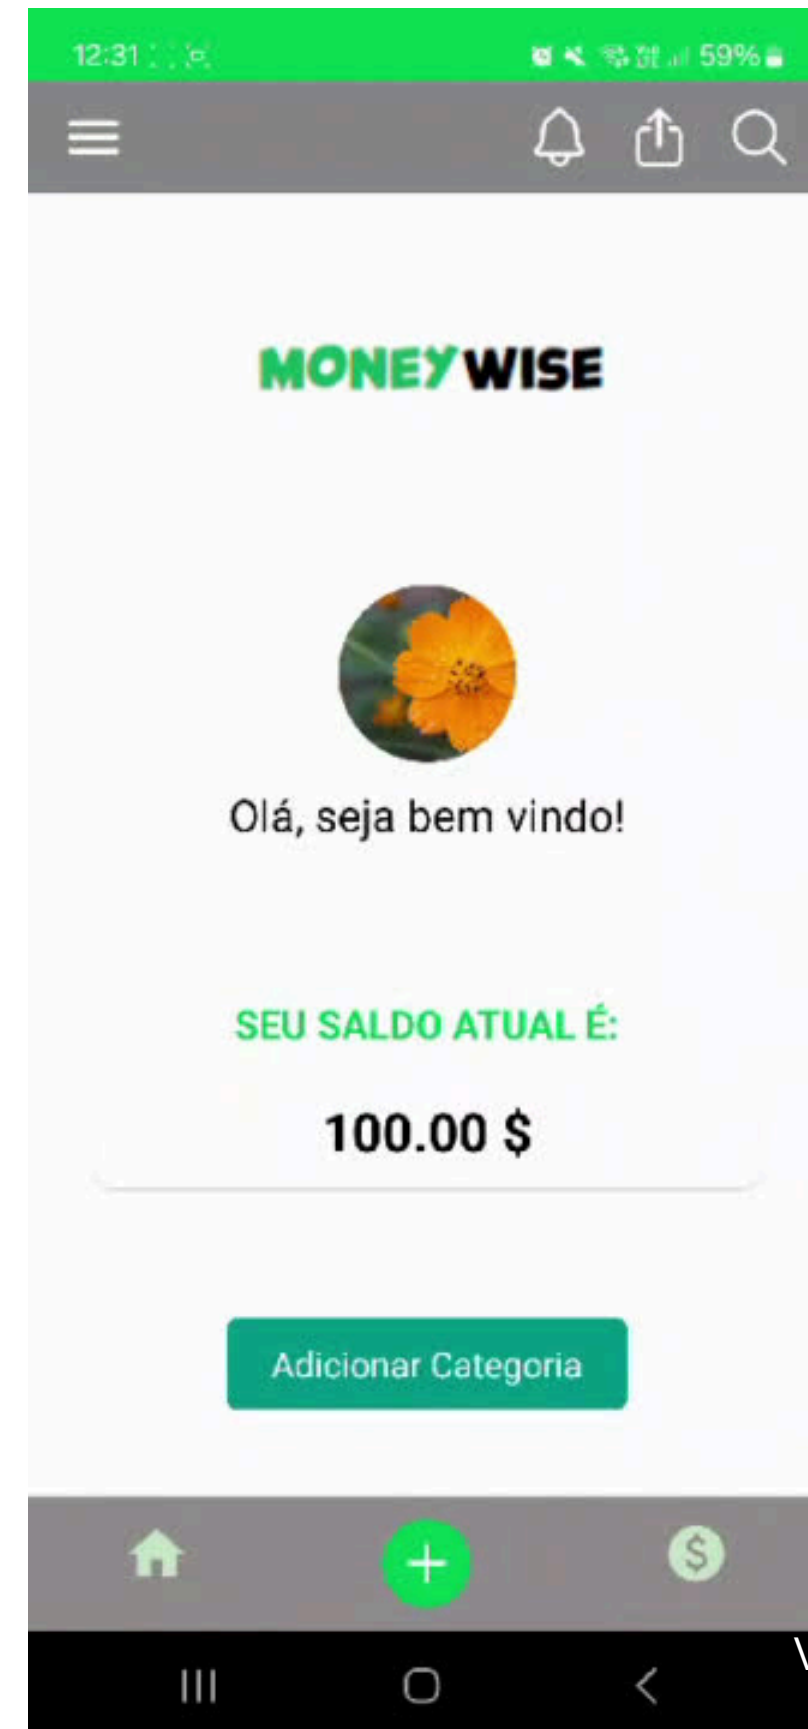 12:31
59%
MONEYWISE
Olá, seja bem vindo!
SEU SALDO ATUAL É:
100.00 $
Adicionar Categoria